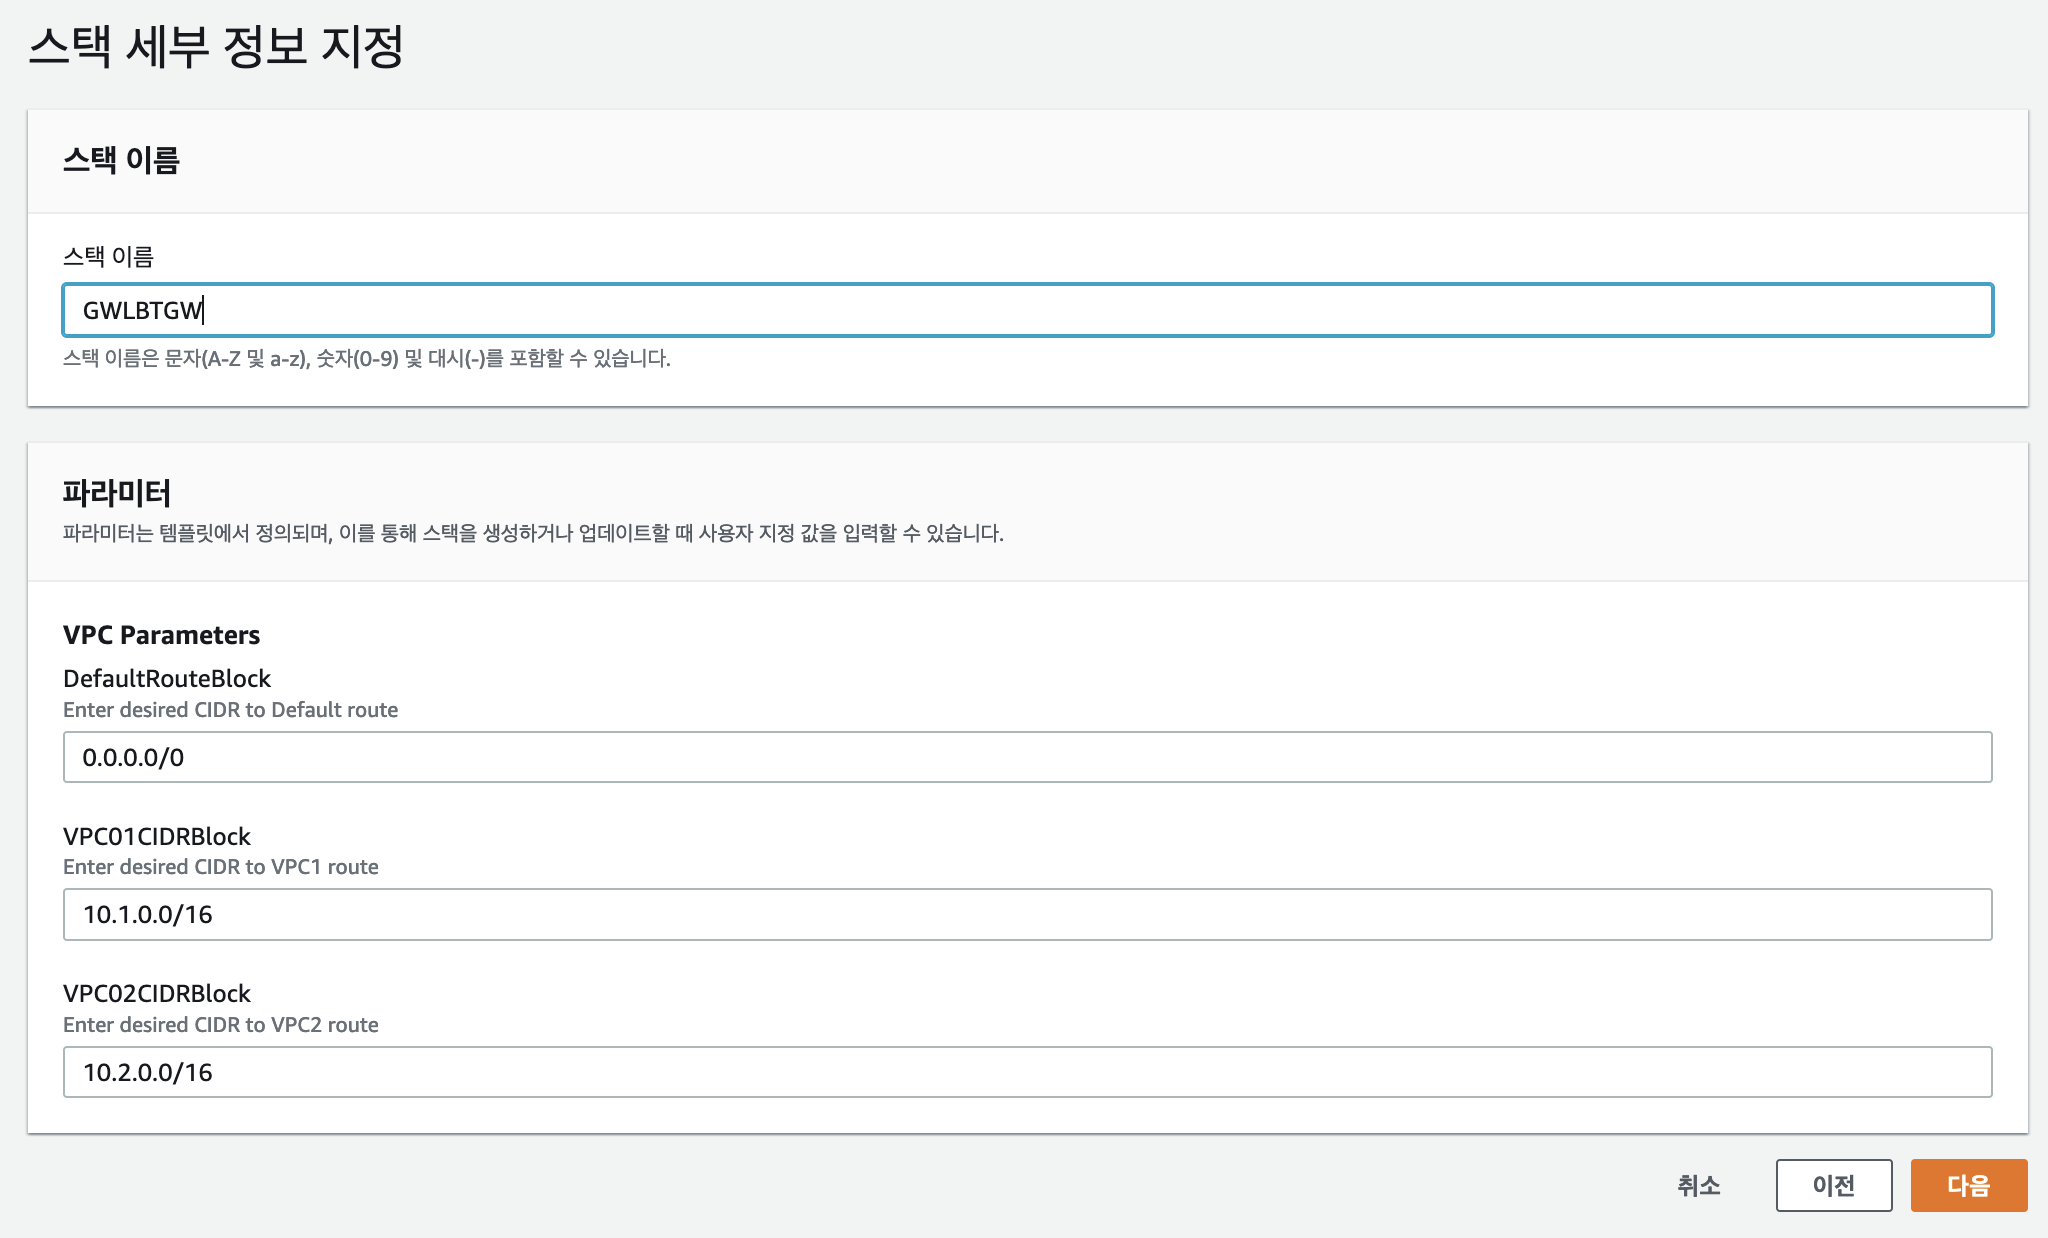 스택 세부 정보 지정
스택 이름
스택 이름
GWLBTGW
스택 이름은 문자(A-Z 및 a-z), 숫자(0-9) 및 대시(-)를 포함할 수 있습니다.
파라미터
파라미터는 템플릿에서 정의되며, 이를 통해 스택을 생성하거나 업데이트할 때 사용자 지정 값을 입력할 수 있습니다.
VPC Parameters
DefaultRouteBlock
Enter desired CIDR to Default route
0.0.0.0/0
VPC01CIDRBlock
Enter desired CIDR to VPC1 route
10.1.0.0/16
VPC02CIDRBlock
Enter desired CIDR to VPC2 route
10.2.0.0/16
취소 이전 다음